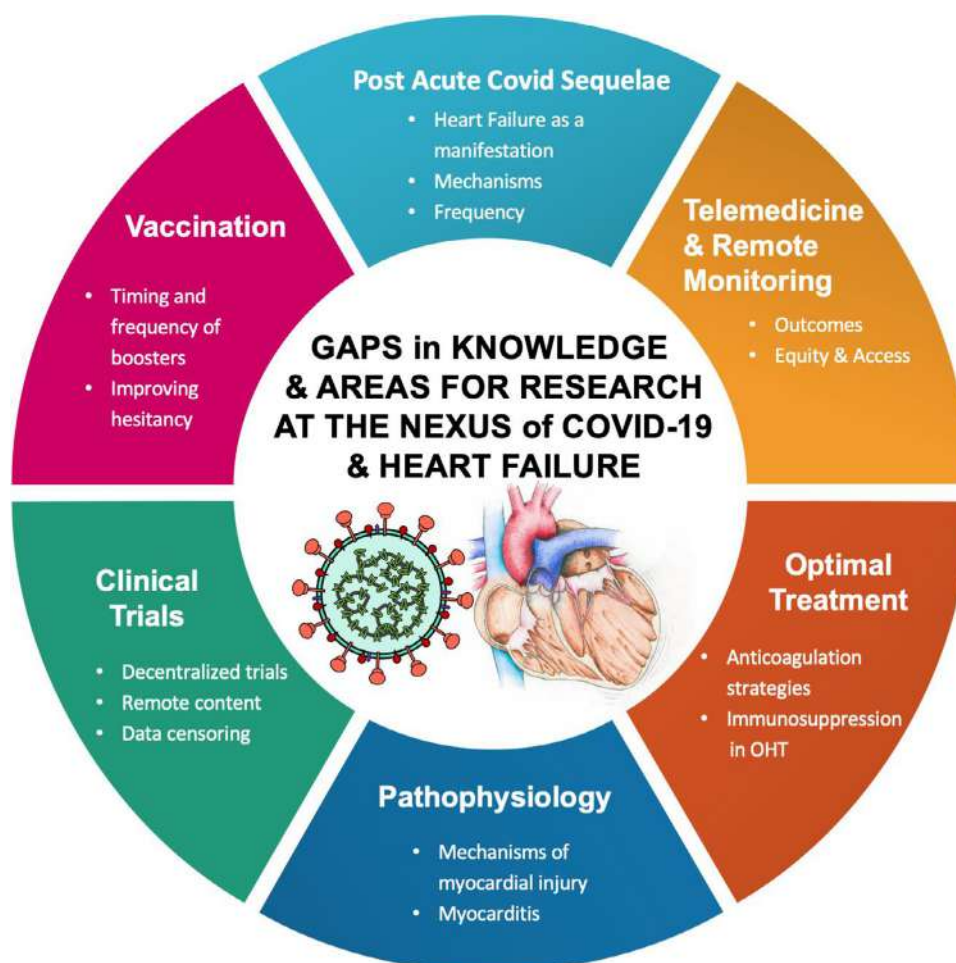 Post Acute Covid Sequelae
• Heart Failure as a
manifestation
• Mechanisms
• Frequency
Telemedicine
& Remote
Monitoring
• Outcomes
• Equity & Access
Optimal
Treatment
• Anticoagulation
strategies
• Immunosuppression
in OHT
Pathophysiology
• Mechanisms of
myocardial injury
• Myocarditis
Clinical
Trials
• Decentralized trials
• Remote content
• Data censoring
Vaccination
• Timing and
frequency of
boosters
• Improving
hesitancy
GAPS in KNOWLEDGE
& AREAS FOR RESEARCH
AT THE NEXUS of COVID-19
& HEART FAILURE